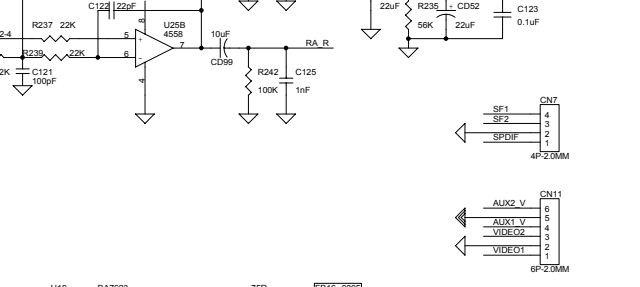 C122 22pF
8
U25B
4558
R237 22K
2-4
5
R239 22K
6
7
4
2K
C121
100pF
10uF
CD99
RA_R
R242
100K
C125
1nF
22uF
R235
56K
+
CD52
22uF
C123
0.1uF
CN7
SF1
4
SF2
3
2
SPDIF
1
4P-2.0MM
CN11
AUX2_V
6
5
AUX1_V
4
VIDEO2
3
2
VIDEO1
1
6P-2.0MM